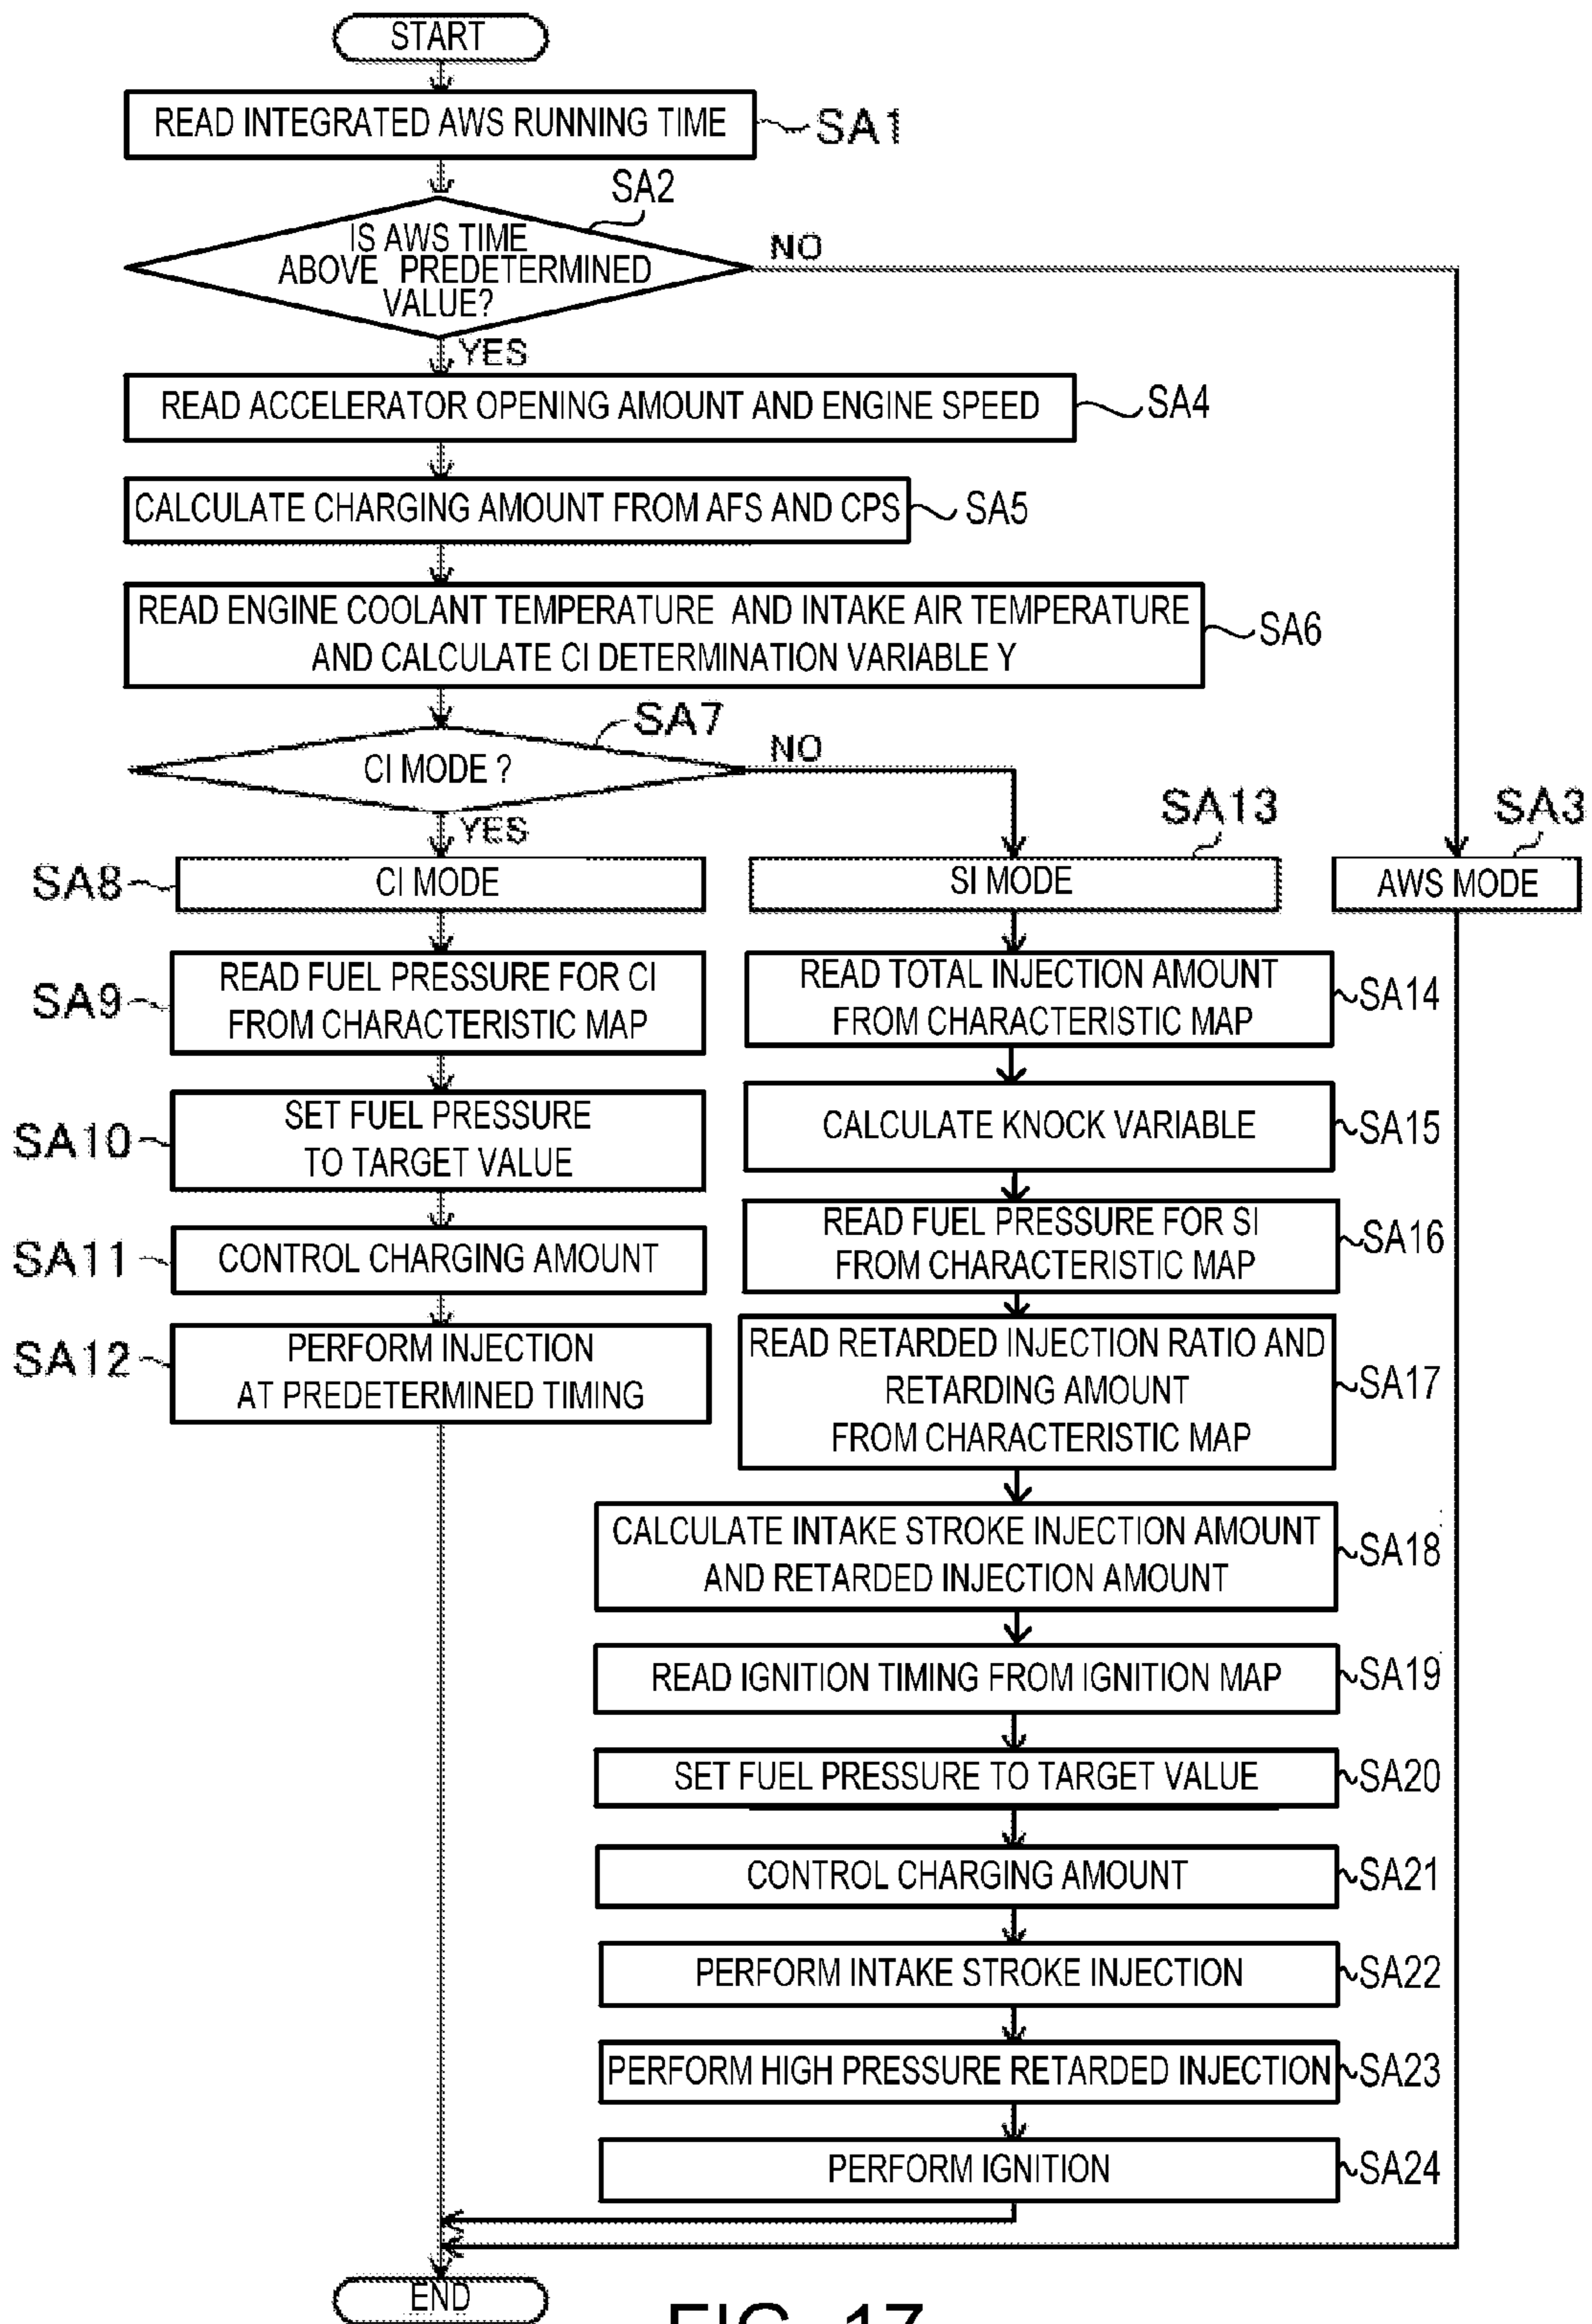 START
READ INTEGRATED AWS RUNNING TIME
SA1
SA2
IS AWS TIME
ABOVE PREDETERMINED
VALUE?
NO
YES
READ ACCELERATOR OPENING AMOUNT AND ENGINE SPEED
SA4
CALCULATE CHARGING AMOUNT FROM AFS AND CPS
SA5
READ ENGINE COOLANT TEMPERATURE AND INTAKE AIR TEMPERATURE
AND CALCULATE CI DETERMINATION VARIABLE Y
SA6
SA7
CI MODE ?
NO
YES
SA8
CI MODE
SA13
SI MODE
SA3
AWS MODE
SA9
READ FUEL PRESSURE FOR CI
FROM CHARACTERISTIC MAP
SA10
SET FUEL PRESSURE
TO TARGET VALUE
SA11
CONTROL CHARGING AMOUNT
SA12
PERFORM INJECTION
AT PREDETERMINED TIMING
READ TOTAL INJECTION AMOUNT
FROM CHARACTERISTIC MAP
SA14
CALCULATE KNOCK VARIABLE
SA15
READ FUEL PRESSURE FOR SI
FROM CHARACTERISTIC MAP
SA16
READ RETARDED INJECTION RATIO AND
RETARDING AMOUNT
FROM CHARACTERISTIC MAP
SA17
CALCULATE INTAKE STROKE INJECTION AMOUNT
AND RETARDED INJECTION AMOUNT
SA18
READ IGNITION TIMING FROM IGNITION MAP
SA19
SET FUEL PRESSURE TO TARGET VALUE
SA20
CONTROL CHARGING AMOUNT
SA21
PERFORM INTAKE STROKE INJECTION
SA22
PERFORM HIGH PRESSURE RETARDED INJECTION
SA23
PERFORM IGNITION
SA24
END
FIG. 17